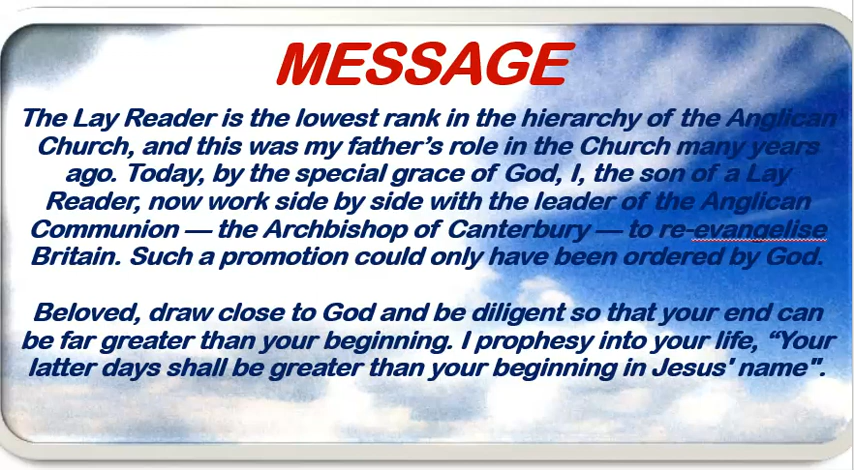 MESSAGE
The Lay Reader is the lowest rank in the hierarchy of the Anglican
Church, and this was my father’s role in the Church many years
ago. Today, by the special grace of God, I, the son of a Lay
Reader, now work side by side with the leader of the Anglican
Communion — the Archbishop of Canterbury — to re-evangelise
Britain. Such a promotion could only have been ordered by God.
Beloved, draw close to God and be diligent so that your end can
be far greater than your beginning. I prophesy into your life, “Your
latter days shall be greater than your beginning in Jesus' name".